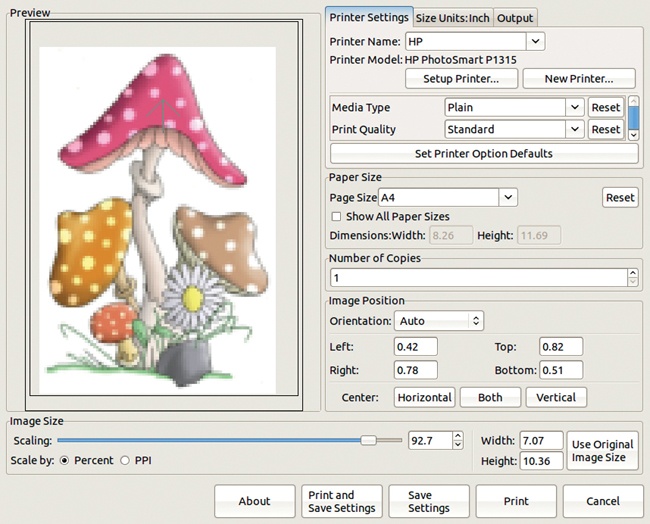 Preview
Printer Settings Size Units:Inch Output
Printer Name: HP
Printer Model: HP PhotoSmart P1315
Setup Printer... New Printer...
Media Type Plain Reset
Print Quality Standard Reset
Set Printer Option Defaults
Paper Size
Page Size A4 Reset
Show All Paper Sizes
Dimensions:Width: 8.26 Height: 11.69
Number of Copies
1
Image Position
Orientation: Auto
Left: 0.42 Top: 0.82
Right: 0.78 Bottom: 0.51
Center: Horizontal Both Vertical
Image Size
Scaling: 92.7 Width: 7.07 Use Original
Scale by: Percent PPI Height: 10.36 Image Size
About Print and Save Print Cancel
Save Settings Settings